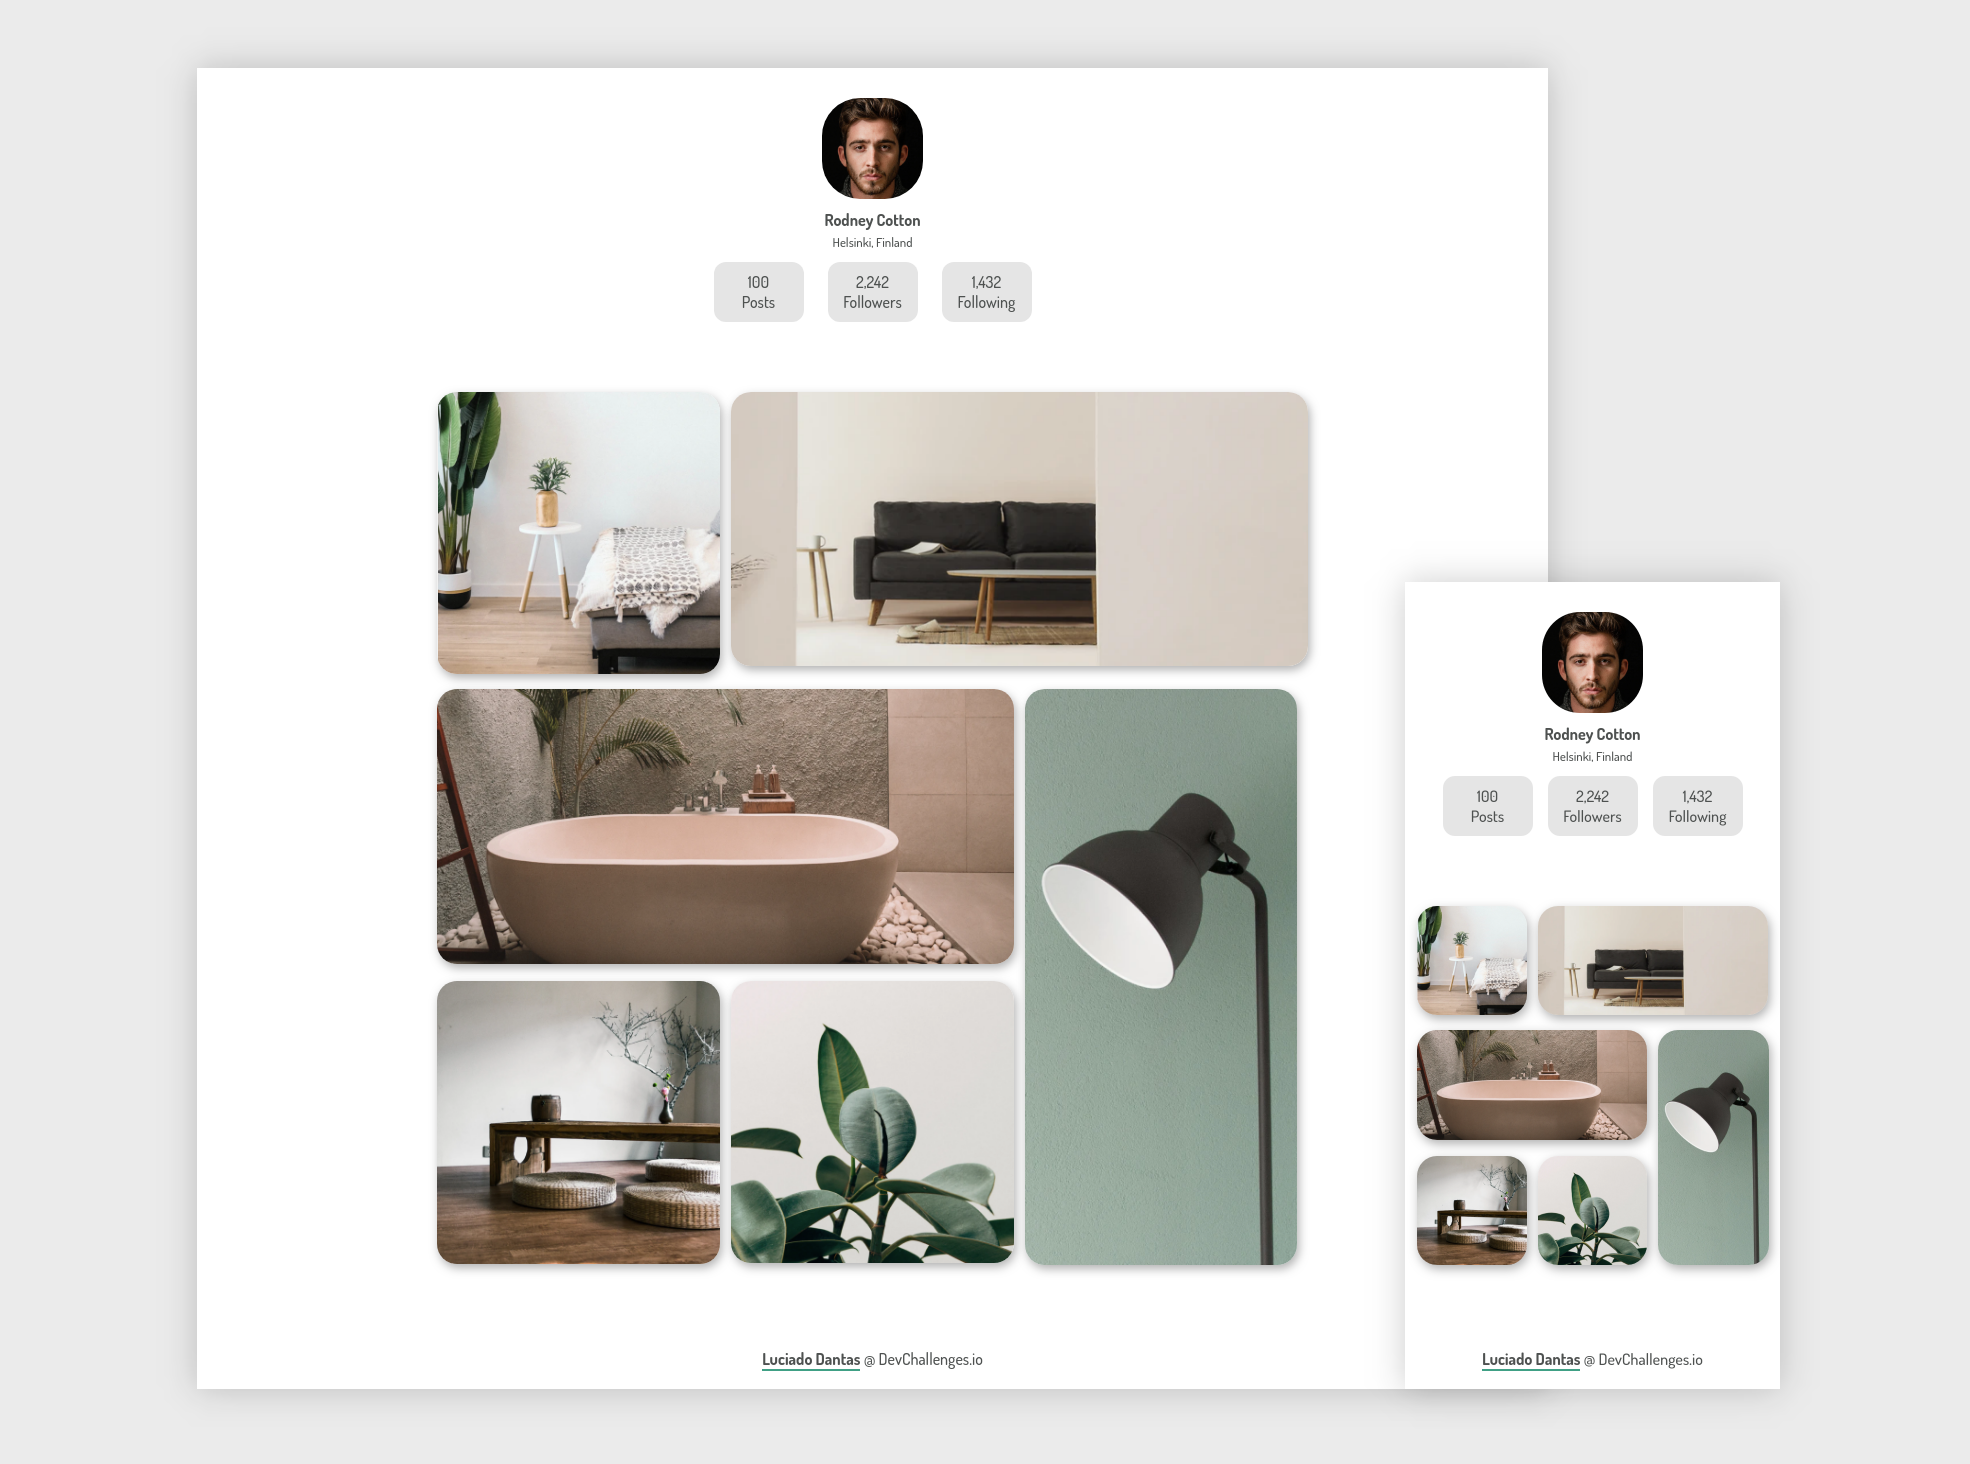 Rodney Cotton
Helsinki, Finland
100
Posts
2,242
Followers
1,432
Following
Luciado Dantas @ DevChallenges.io
Rodney Cotton
Helsinki, Finland
100
Posts
2,242
Followers
1,432
Following
Luciado Dantas @ DevChallenges.io